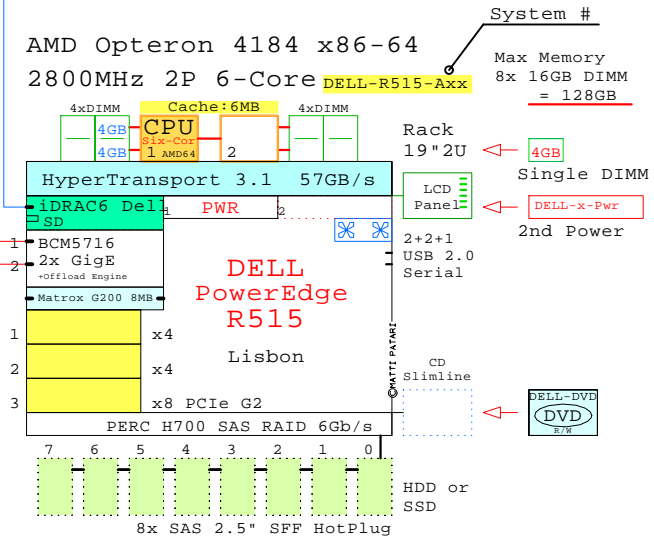 System #
AMD Opteron 4184 x86-64
2800MHz 2P 6-Core
DELL-R515-Axx
Max Memory
8x 16GB DIMM
= 128GB
4xDIMM
Cache:6MB
4xDIMM
4GB
CPU
Six-Cor
4GB
1 AMD64
2
Rack
19"2U
4GB
Single DIMM
HyperTransport 3.1 57GB/s
LCD
Panel
iDRAC6 Dell
SD
1
PWR
2
DELL-x-Pwr
2nd Power
1
BCM5716
2
2x GigE
+Offload Engine
2+2+1
USB 2.0
Serial
Matrox G200 8MB
DELL
PowerEdge
R515
Lisbon
1
x4
2
x4
3
x8 PCIe G2
©MATTI PATARI
CD
Slimline
DELL-DVD
DVD
R/W
PERC H700 SAS RAID 6Gb/s
7 6 5 4 3 2 1 0
HDD or
SSD
8x SAS 2.5" SFF HotPlug